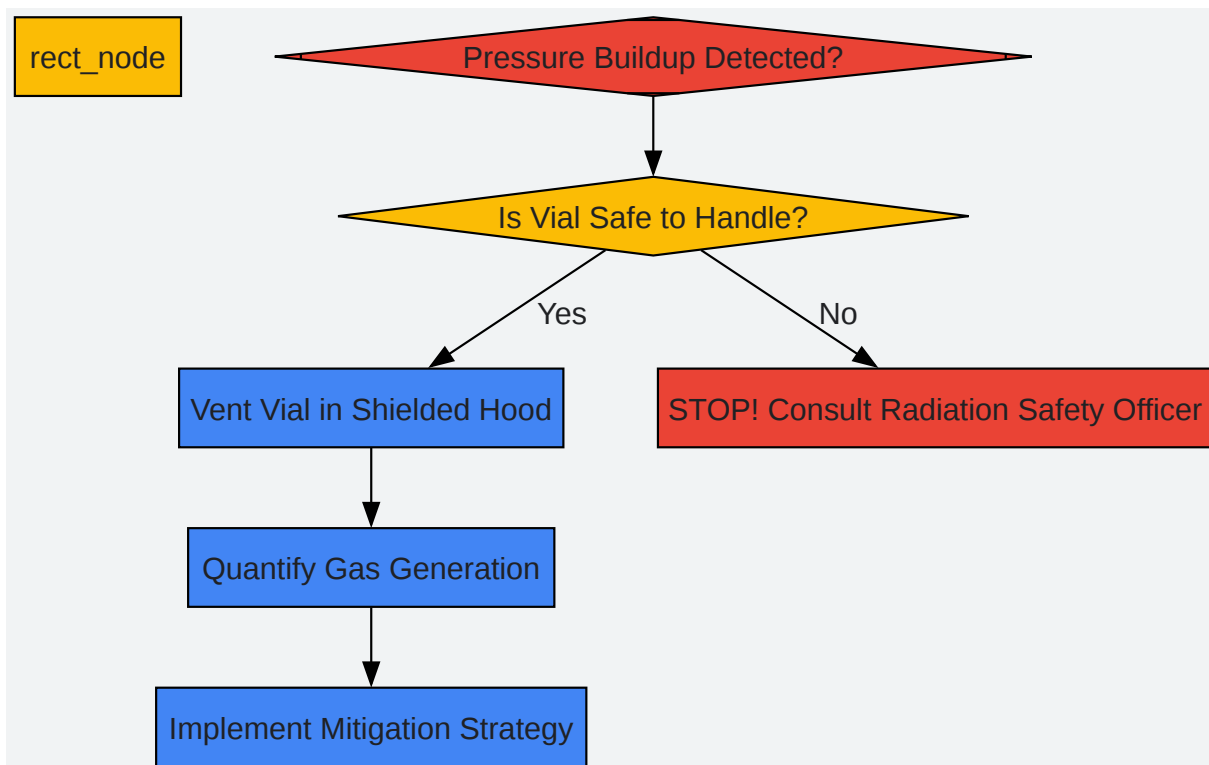 rect_node
Pressure Buildup Detected?
Is Vial Safe to Handle?
Yes
No
Vent Vial in Shielded Hood
STOP! Consult Radiation Safety Officer
Quantify Gas Generation
Implement Mitigation Strategy